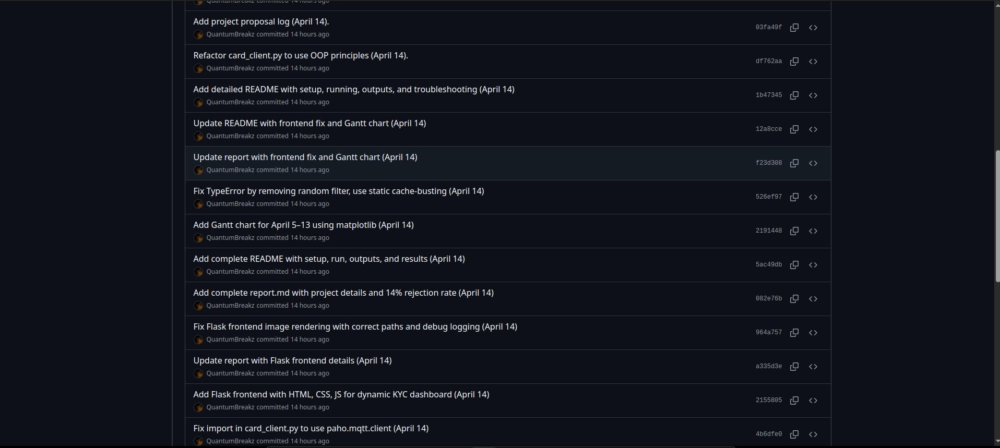 QuantumBreakz committed 14 hours ago
Add project proposal log (April 14).
03fa49f
QuantumBreakz committed 14 hours ago
Refactor card_client.py to use OOP principles (April 14).
df762aa
QuantumBreakz committed 14 hours ago
Add detailed README with setup, running, outputs, and troubleshooting (April 14)
1b47345
QuantumBreakz committed 14 hours ago
Update README with frontend fix and Gantt chart (April 14)
12a8cce
QuantumBreakz committed 14 hours ago
Update report with frontend fix and Gantt chart (April 14)
f23d308
QuantumBreakz committed 14 hours ago
Fix TypeError by removing random filter, use static cache-busting (April 14)
526ef97
QuantumBreakz committed 14 hours ago
Add Gantt chart for April 5–13 using matplotlib (April 14)
2191448
QuantumBreakz committed 14 hours ago
Add complete README with setup, run, outputs, and results (April 14)
5ac49db
QuantumBreakz committed 14 hours ago
Add complete report.md with project details and 14% rejection rate (April 14)
082e76b
QuantumBreakz committed 14 hours ago
Fix Flask frontend image rendering with correct paths and debug logging (April 14)
964a757
QuantumBreakz committed 14 hours ago
Update report with Flask frontend details (April 14)
a335d3e
QuantumBreakz committed 14 hours ago
Add Flask frontend with HTML, CSS, JS for dynamic KYC dashboard (April 14)
2155805
QuantumBreakz committed 14 hours ago
Fix import in card_client.py to use paho.mqtt.client (April 14)
4b6dfe0
QuantumBreakz committed 14 hours ago